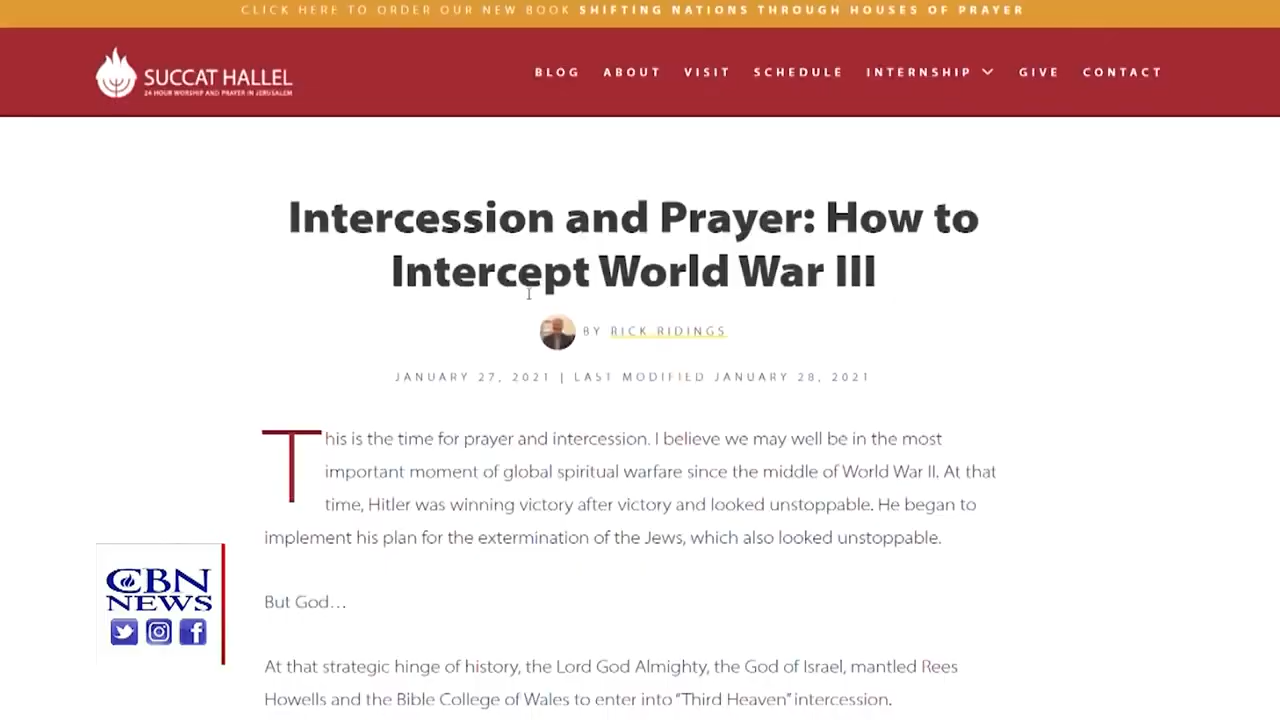 CLICK HERE TO ORDER OUR NEW BOOK SHIFTING NATIONS THROUGH HOUSES OF PRAYER
SUCCAT HALLEL
24 HOUR WORSHIP AND PRAYER IN JERUSALEM
BLOG ABOUT VISIT SCHEDULE INTERNSHIP GIVE CONTACT
Intercession and Prayer: How to
Intercept World War III
BY RICK RIDINGS
JANUARY 27, 2021 | LAST MODIFIED JANUARY 28, 2021
This is the time for prayer and intercession. I believe we may well be in the most
important moment of global spiritual warfare since the middle of World War II. At that
time, Hitler was winning victory after victory and looked unstoppable. He began to
implement his plan for the extermination of the Jews, which also looked unstoppable.
But God…
At that strategic hinge of history, the Lord God Almighty, the God of Israel, mantled Rees
Howells and the Bible College of Wales to enter into “Third Heaven” intercession.
CBN
NEWS